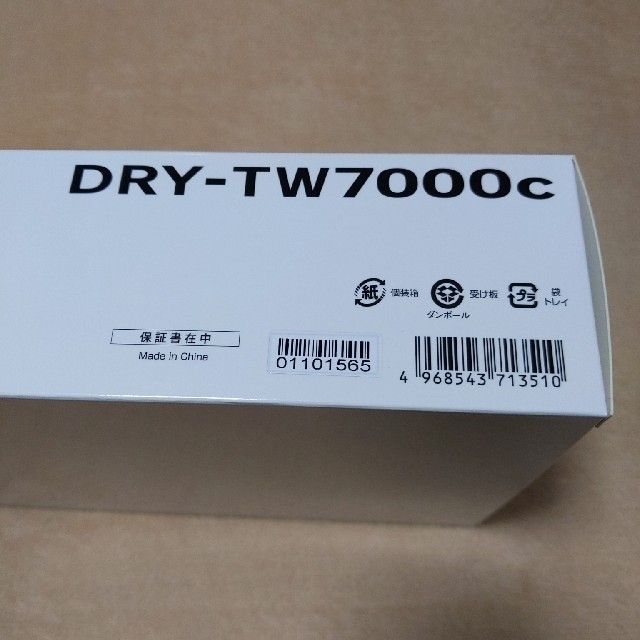 DRY-TW7000c
紙 個装箱
ダンボール 受け板
プラ 袋 トレイ
保証書在中
Made in China
01101565
4 968543 713510